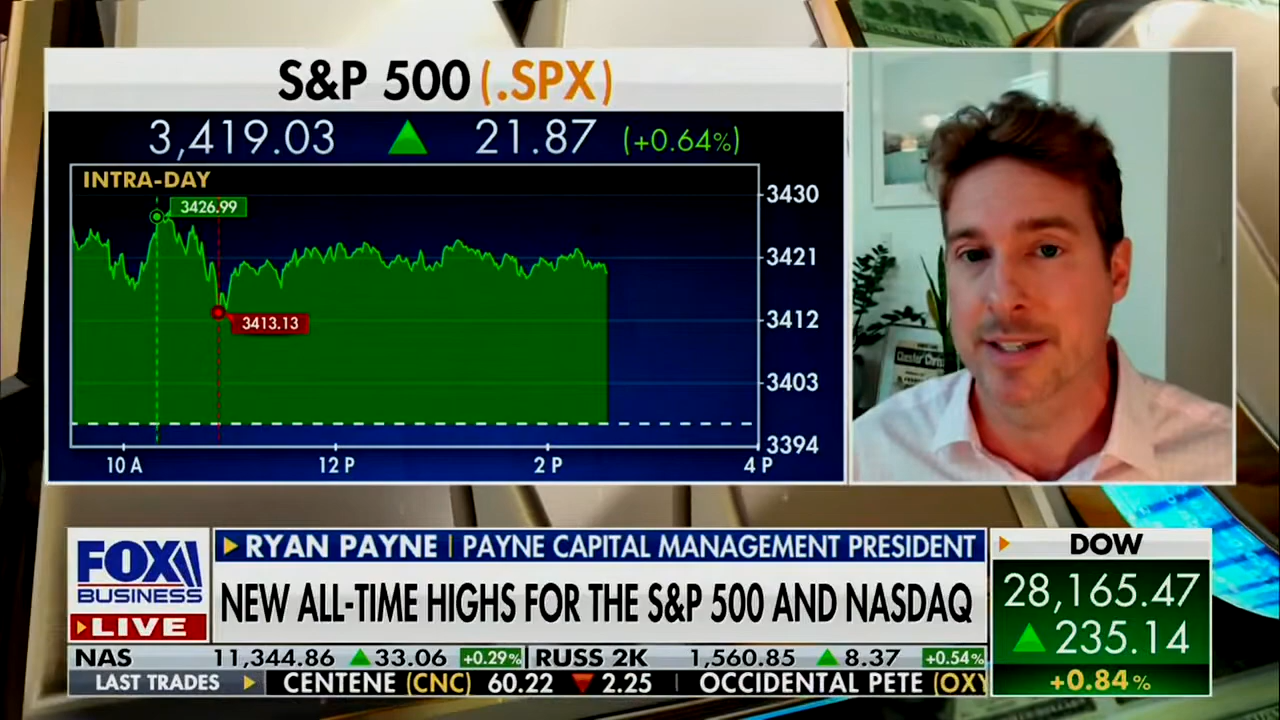 S&P 500 (.SPX)
3,419.03 ▲ 21.87 (+0.64%)
INTRA-DAY
3426.99
3413.13
3430
3421
3412
3403
3394
10 A 12 P 2 P 4 P
FOX
BUSINESS
LIVE
RYAN PAYNE | PAYNE CAPITAL MANAGEMENT PRESIDENT
NEW ALL-TIME HIGHS FOR THE S&P 500 AND NASDAQ
DOW
28,165.47
▲ 235.14
+0.84%
NAS 11,344.86 ▲ 33.06 +0.29% RUSS 2K 1,560.85 ▲ 8.37 +0.54%
LAST TRADES CENTENE (CNC) 60.22 ▼ 2.25 | OCCIDENTAL PETE (OXY